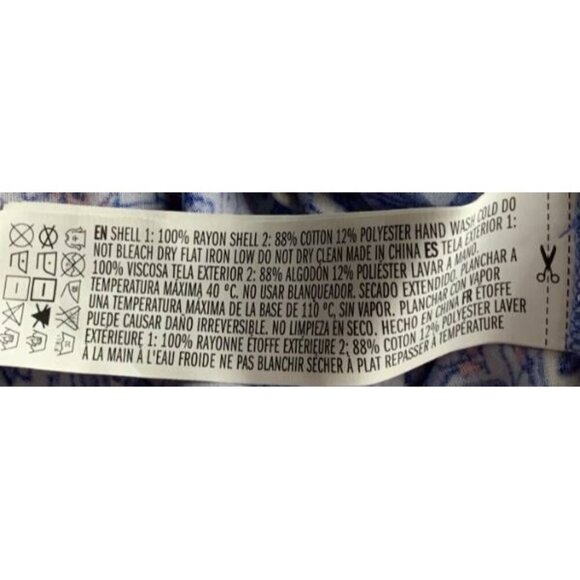 EN SHELL 1: 100% RAYON SHELL 2: 88% COTTON 12% POLYESTER HAND WASH COLD DO
NOT BLEACH DRY FLAT IRON LOW DO NOT DRY CLEAN MADE IN CHINA ES TELA EXTERIOR 1:
100% VISCOSA TELA EXTERIOR 2: 88% ALGODÓN 12% POLIÉSTER LAVAR A MANO.
TEMPERATURA MÁXIMA 40 °C. NO USAR BLANQUEADOR. SECADO EXTENDIDO. PLANCHAR A
UNA TEMPERATURA MÁXIMA DE LA BASE DE 110 °C, SIN VAPOR. PLANCHAR CON VAPOR
PUEDE CAUSAR DAÑO IRREVERSIBLE. NO LIMPIEZA EN SECO. HECHO EN CHINA FR ÉTOFFE
EXTÉRIEURE 1: 100% RAYONNE ÉTOFFE EXTÉRIEURE 2: 88% COTON 12% POLYESTER LAVER
À LA MAIN À L'EAU FROIDE NE PAS BLANCHIR SÉCHER À PLAT REPASSER À TEMPÉRATURE